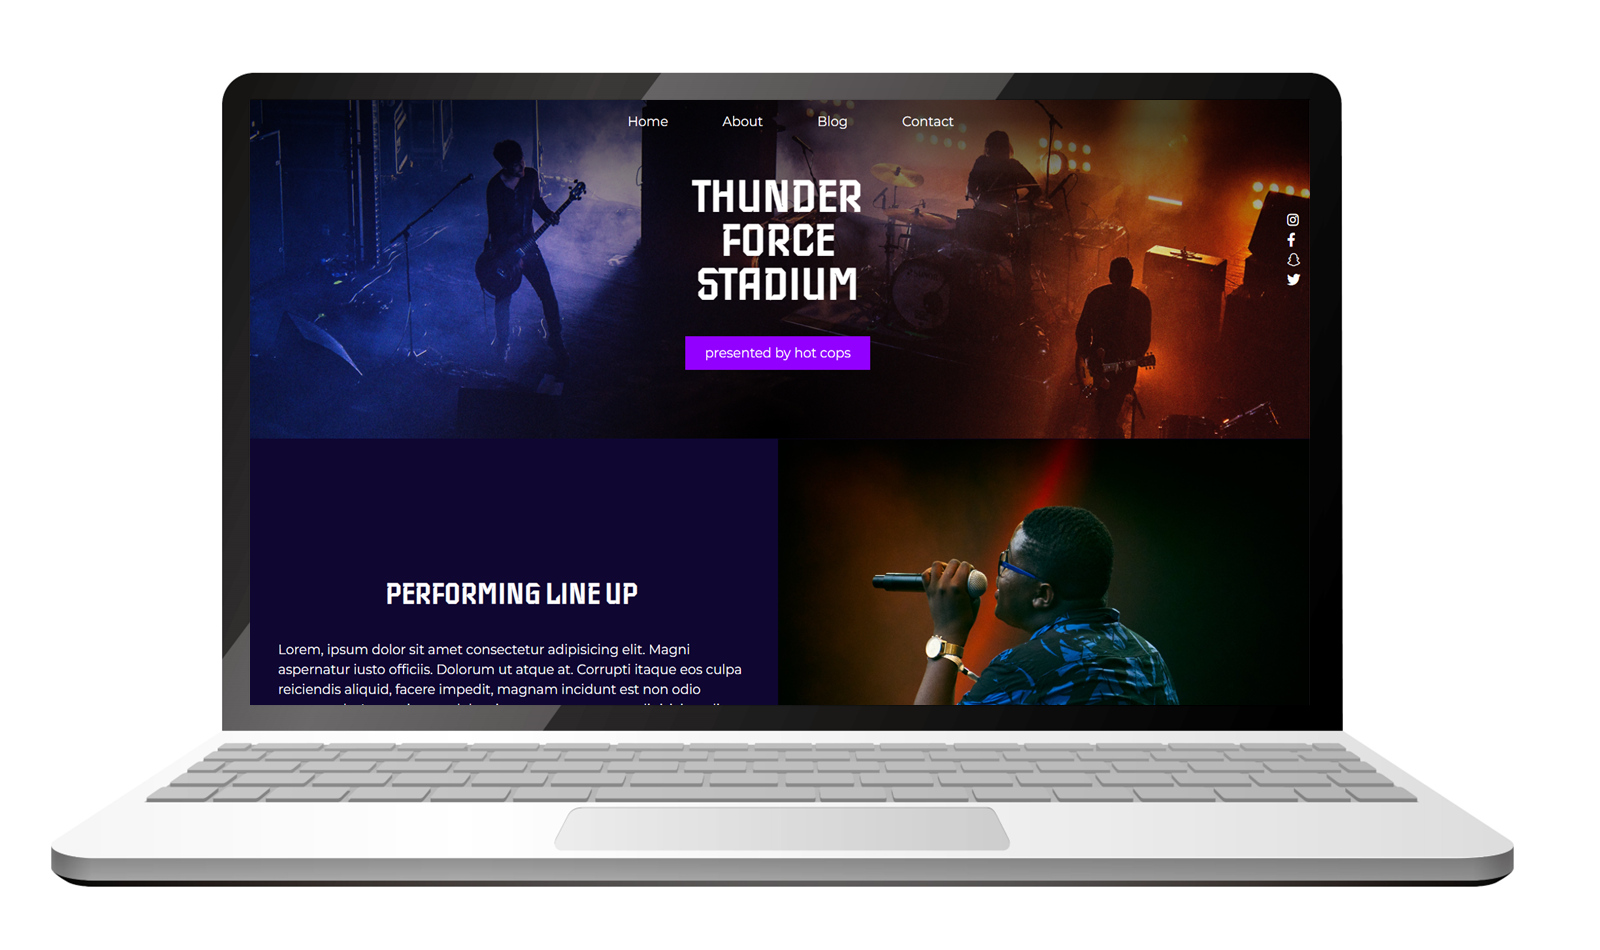 Home About Blog Contact
THUNDER
FORCE
STADIUM
presented by hot cops
PERFORMING LINE UP
Lorem, ipsum dolor sit amet consectetur adipisicing elit. Magni
aspernatur iusto officiis. Dolorum ut atque at. Corrupti itaque eos culpa
reiciendis aliquid, facere impedit, magnam incidunt est non odio